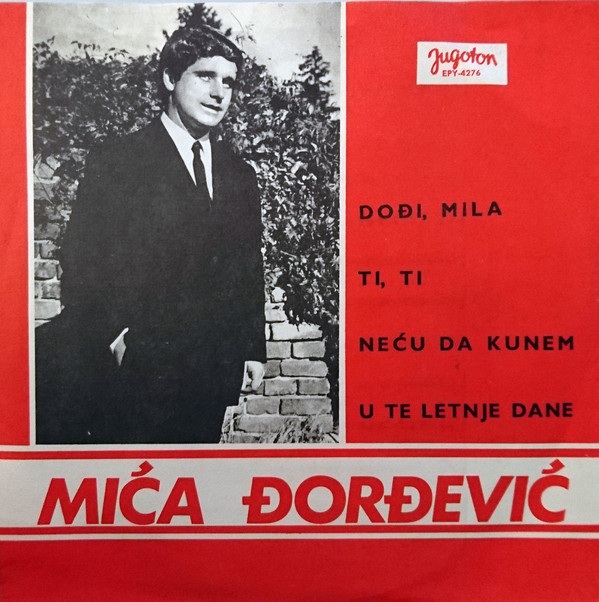 Jugoton
EPY-4276
DOĐI, MILA
TI, TI
NEĆU DA KUNEM
U TE LETNJE DANE
MIĆA ĐORĐEVIĆ